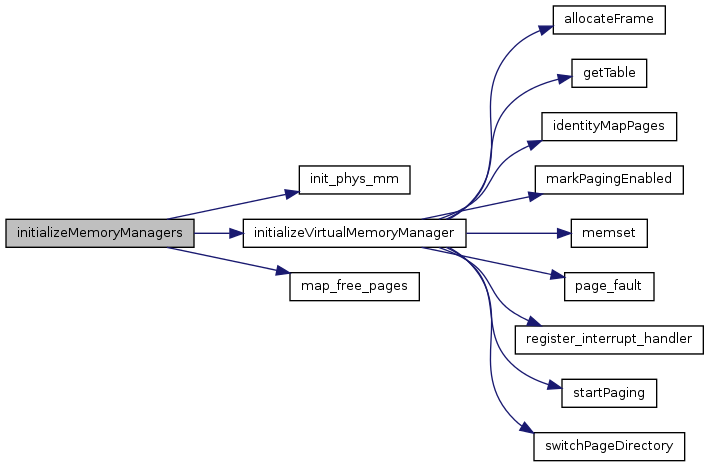 allocateFrame
getTable
identityMapPages
init_phys_mm
markPagingEnabled
initializeMemoryManagers
initializeVirtualMemoryManager
memset
map_free_pages
page_fault
register_interrupt_handler
startPaging
switchPageDirectory